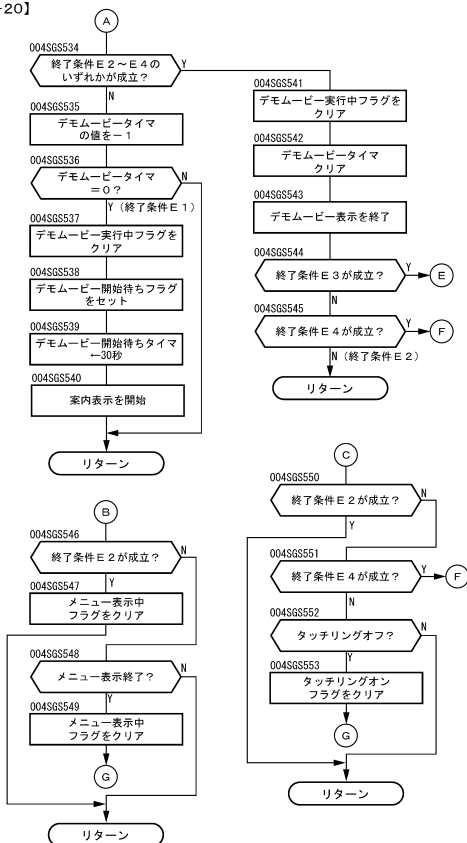 -20】
A
004SGS534
終了条件E2～E4の
いずれかが成立？
Y
N
004SGS535
デモムービータイマ
の値を－1
004SGS536
デモムービータイマ
＝0？
N
Y（終了条件E1）
004SGS537
デモムービー実行中フラグを
クリア
004SGS538
デモムービー開始待ちフラグ
をセット
004SGS539
デモムービー開始待ちタイマ
←30秒
004SGS540
案内表示を開始
リターン
004SGS541
デモムービー実行中フラグを
クリア
004SGS542
デモムービータイマ
クリア
004SGS543
デモムービー表示を終了
004SGS544
終了条件E3が成立？
Y
E
N
004SGS545
終了条件E4が成立？
Y
F
N（終了条件E2）
リターン
B
004SGS546
終了条件E2が成立？
N
Y
004SGS547
メニュー表示中
フラグをクリア
004SGS548
メニュー表示終了？
N
Y
004SGS549
メニュー表示中
フラグをクリア
G
リターン
C
004SGS550
終了条件E2が成立？
N
Y
004SGS551
終了条件E4が成立？
Y
F
N
004SGS552
タッチリングオフ？
N
Y
004SGS553
タッチリングオン
フラグをクリア
G
リターン